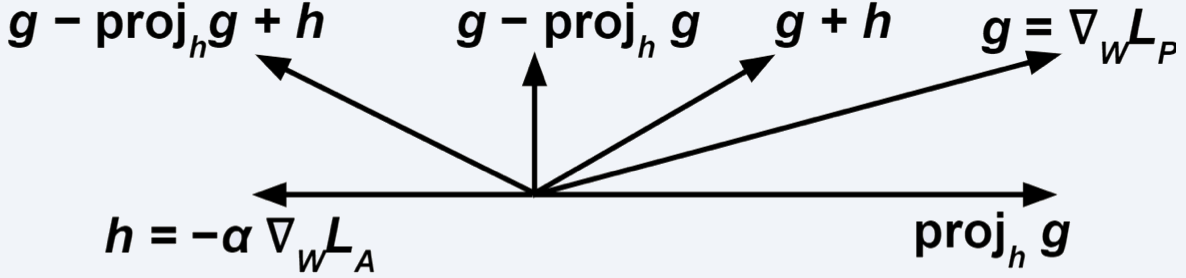 g − proj_h g + h
g − proj_h g
g + h
g = ∇_W L_P
h = −α ∇_W L_A
proj_h g